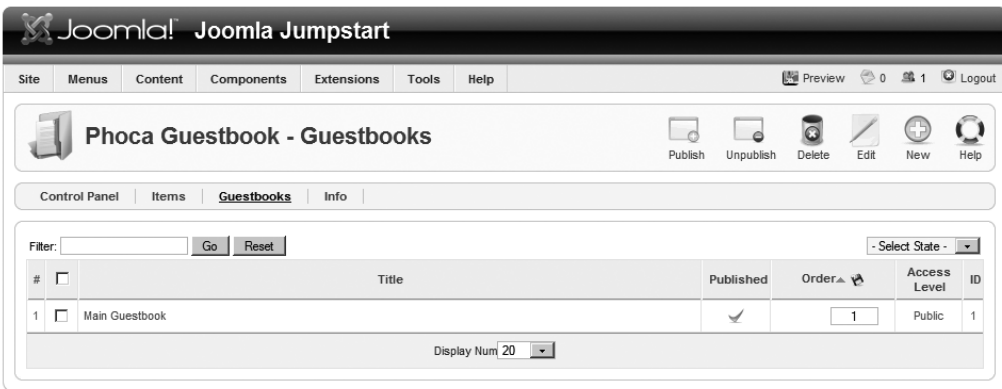 Joomla! Joomla Jumpstart
Site Menus Content Components Extensions Tools Help Preview 0 1 Logout
Phoca Guestbook - Guestbooks
Publish Unpublish Delete Edit New Help
Control Panel Items Guestbooks Info
Filter: Go Reset - Select State -
# Title Published Order Access Level ID
1 Main Guestbook 1 Public 1
Display Num 20